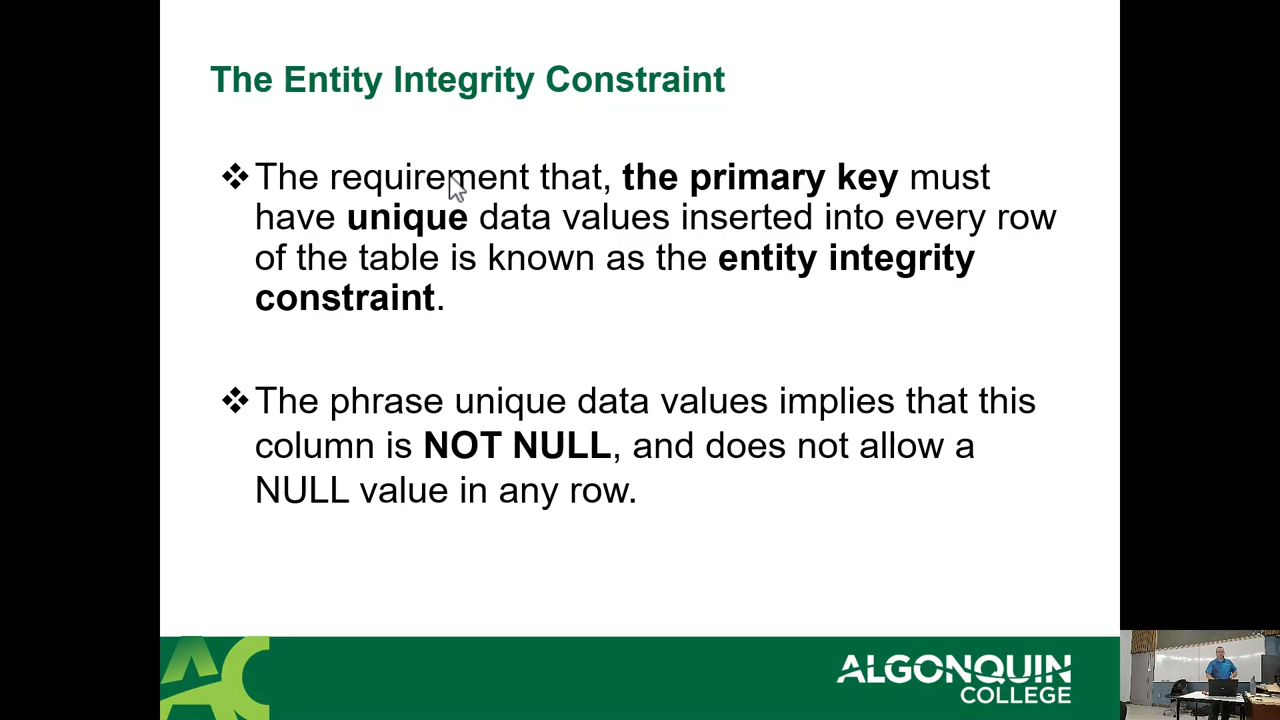 The Entity Integrity Constraint
❖ The requirement that, the primary key must
have unique data values inserted into every row
of the table is known as the entity integrity
constraint.
❖ The phrase unique data values implies that this
column is NOT NULL, and does not allow a
NULL value in any row.
AC
ALGONQUIN
COLLEGE